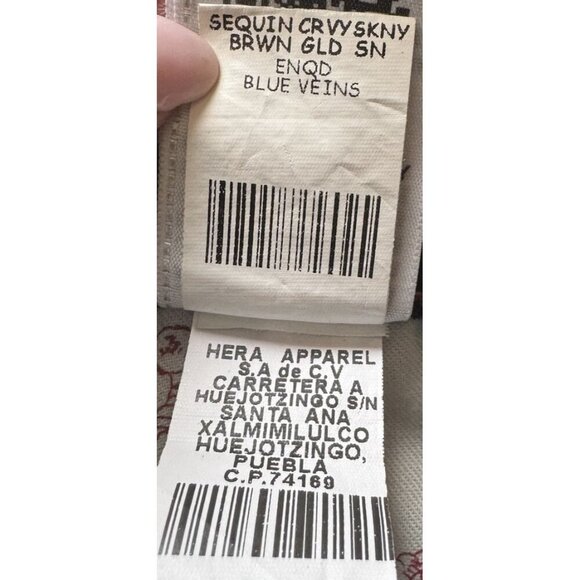 SEQUIN CRVYSKNY
BRWN GLD SN
ENQD
BLUE VEINS
HERA APPAREL
S.A de C.V
CARRETERA A
HUEJOTZINGO S/N
SANTA ANA
XALMIMILULCO
HUEJOTZINGO,
PUEBLA
C.P.74169